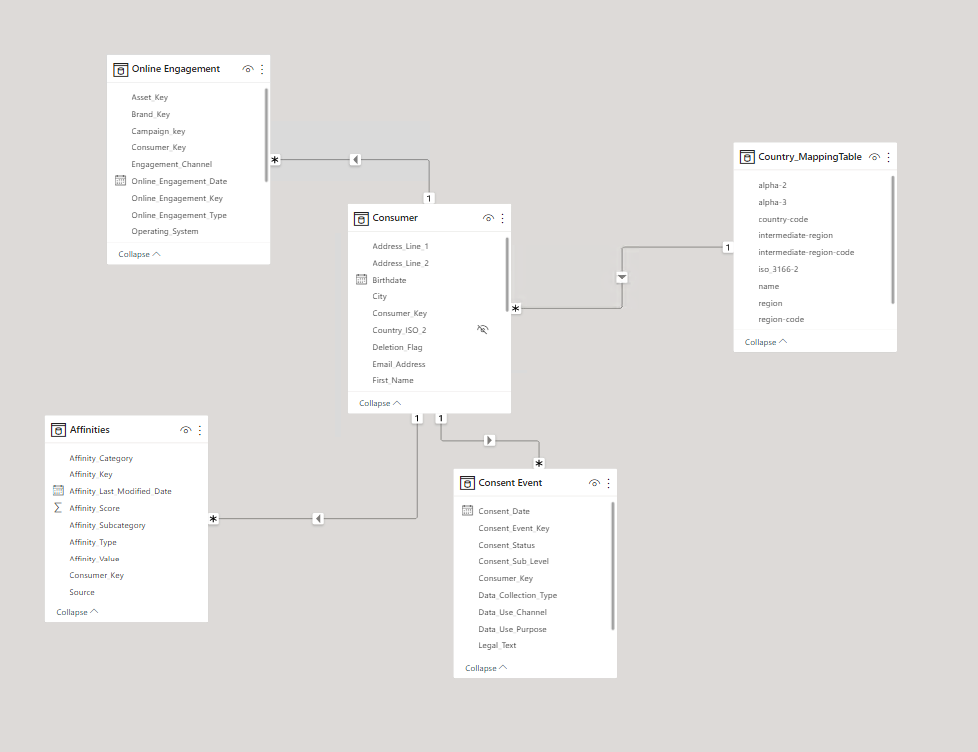 Online Engagement
Asset_Key
Brand_Key
Campaign_key
Consumer_Key
Engagement_Channel
Online_Engagement_Date
Online_Engagement_Key
Online_Engagement_Type
Operating_System
Collapse
*
1
Consumer
Address_Line_1
Address_Line_2
Birthdate
City
Consumer_Key
Country_ISO_2
Deletion_Flag
Email_Address
First_Name
Collapse
*
1
Country_MappingTable
alpha-2
alpha-3
country-code
intermediate-region
intermediate-region-code
iso_3166-2
name
region
region-code
Collapse
1
1
Affinities
Affinity_Category
Affinity_Key
Affinity_Last_Modified_Date
Σ Affinity_Score
Affinity_Subcategory
Affinity_Type
Affinity_Value
Consumer_Key
Source
Collapse
*
*
Consent Event
Consent_Date
Consent_Event_Key
Consent_Status
Consent_Sub_Level
Consumer_Key
Data_Collection_Type
Data_Use_Channel
Data_Use_Purpose
Legal_Text
Collapse